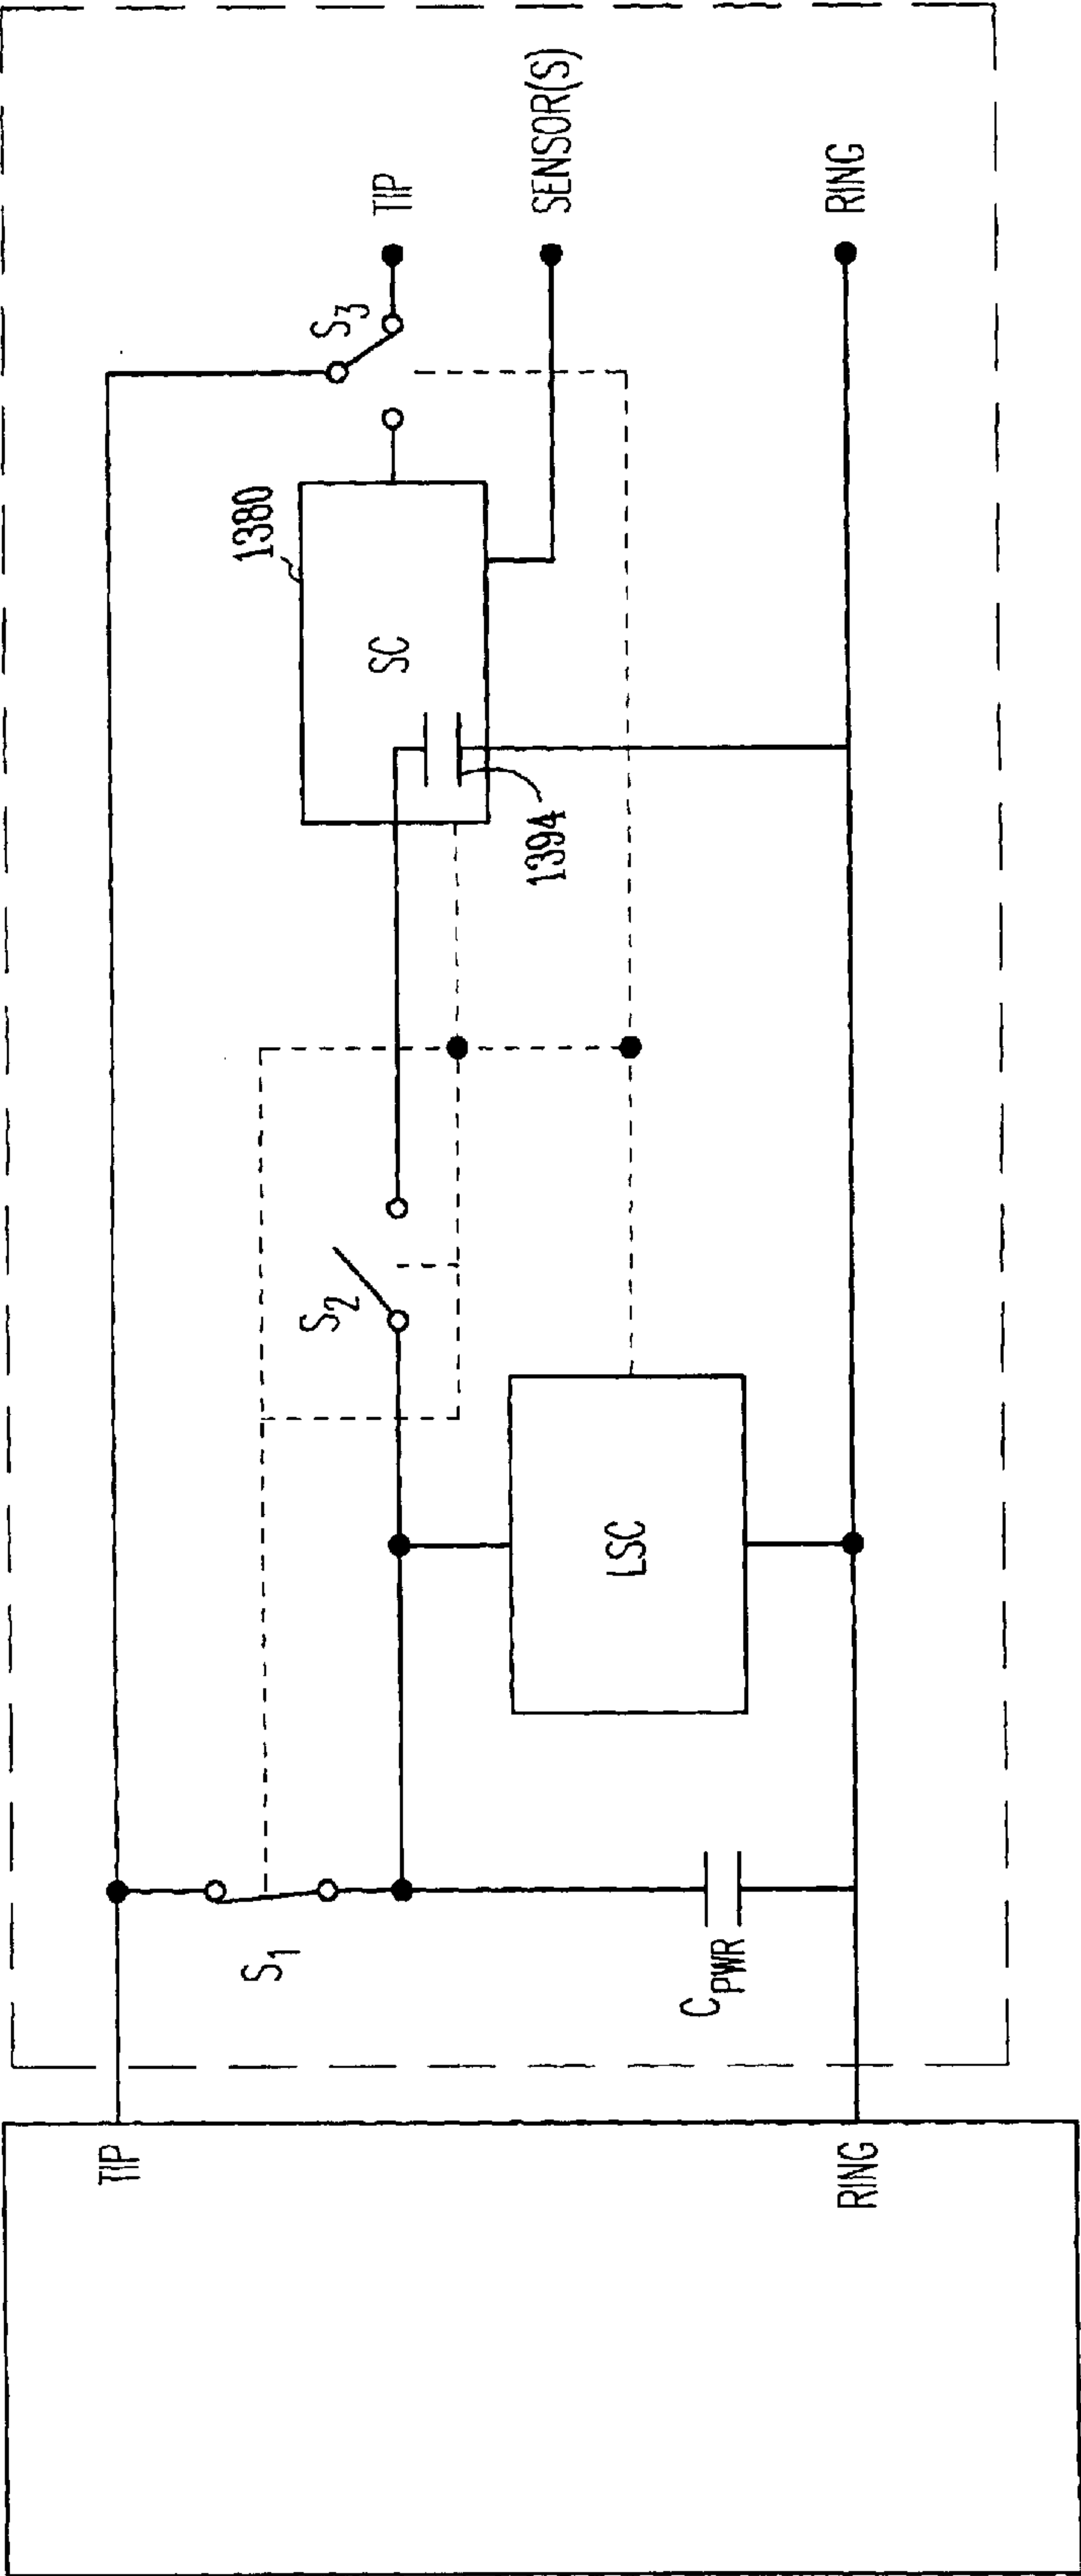 TIP
RING
S1
CPWR
LSC
S2
SC
1380
1394
S3
TIP
SENSOR(S)
RING